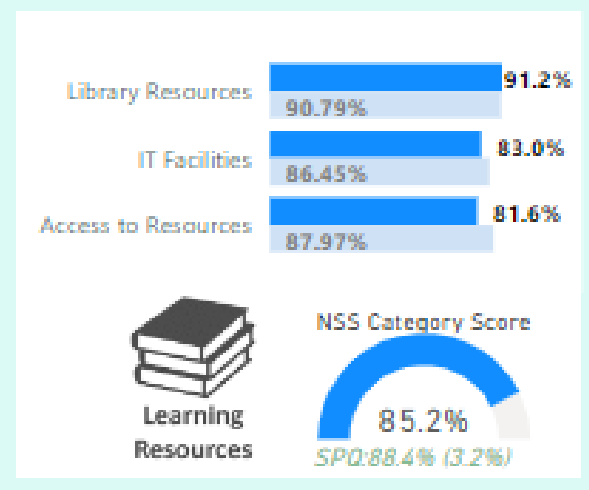 Library Resources 91.2%
90.79%
IT Facilities 83.0%
86.45%
Access to Resources 81.6%
87.97%
NSS Category Score
85.2%
SPQ:88.4% (3.2%)
Learning
Resources